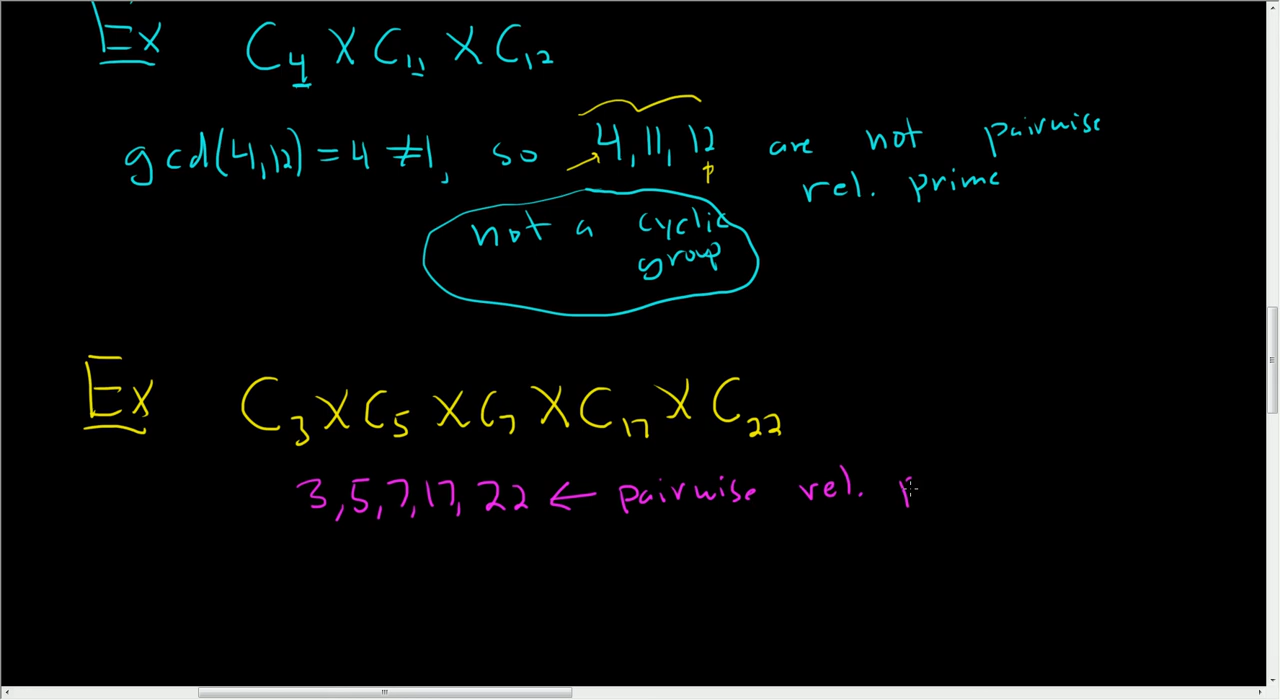 Ex C₄ X C₁₁ X C₁₂
gcd(4,12) = 4 ≠ 1, so 4, 11, 12 are not pairwise
rel. prime
not a cyclic
group
Ex C₃ X C₅ X C₇ X C₁₇ X C₂₂
3, 5, 7, 17, 22 ← pairwise rel. p